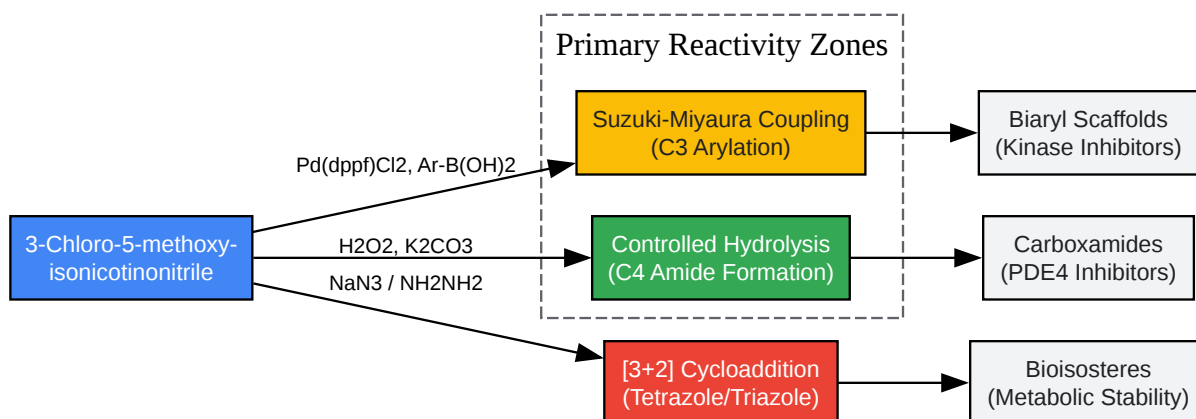 Primary Reactivity Zones
Suzuki-Miyaura Coupling
(C3 Arylation)
Biaryl Scaffolds
(Kinase Inhibitors)
Pd(dppf)Cl2, Ar-B(OH)2
3-Chloro-5-methoxy-
isonicotinonitrile
H2O2, K2CO3
Controlled Hydrolysis
(C4 Amide Formation)
Carboxamides
(PDE4 Inhibitors)
NaN3 / NH2NH2
[3+2] Cycloaddition
(Tetrazole/Triazole)
Bioisosteres
(Metabolic Stability)